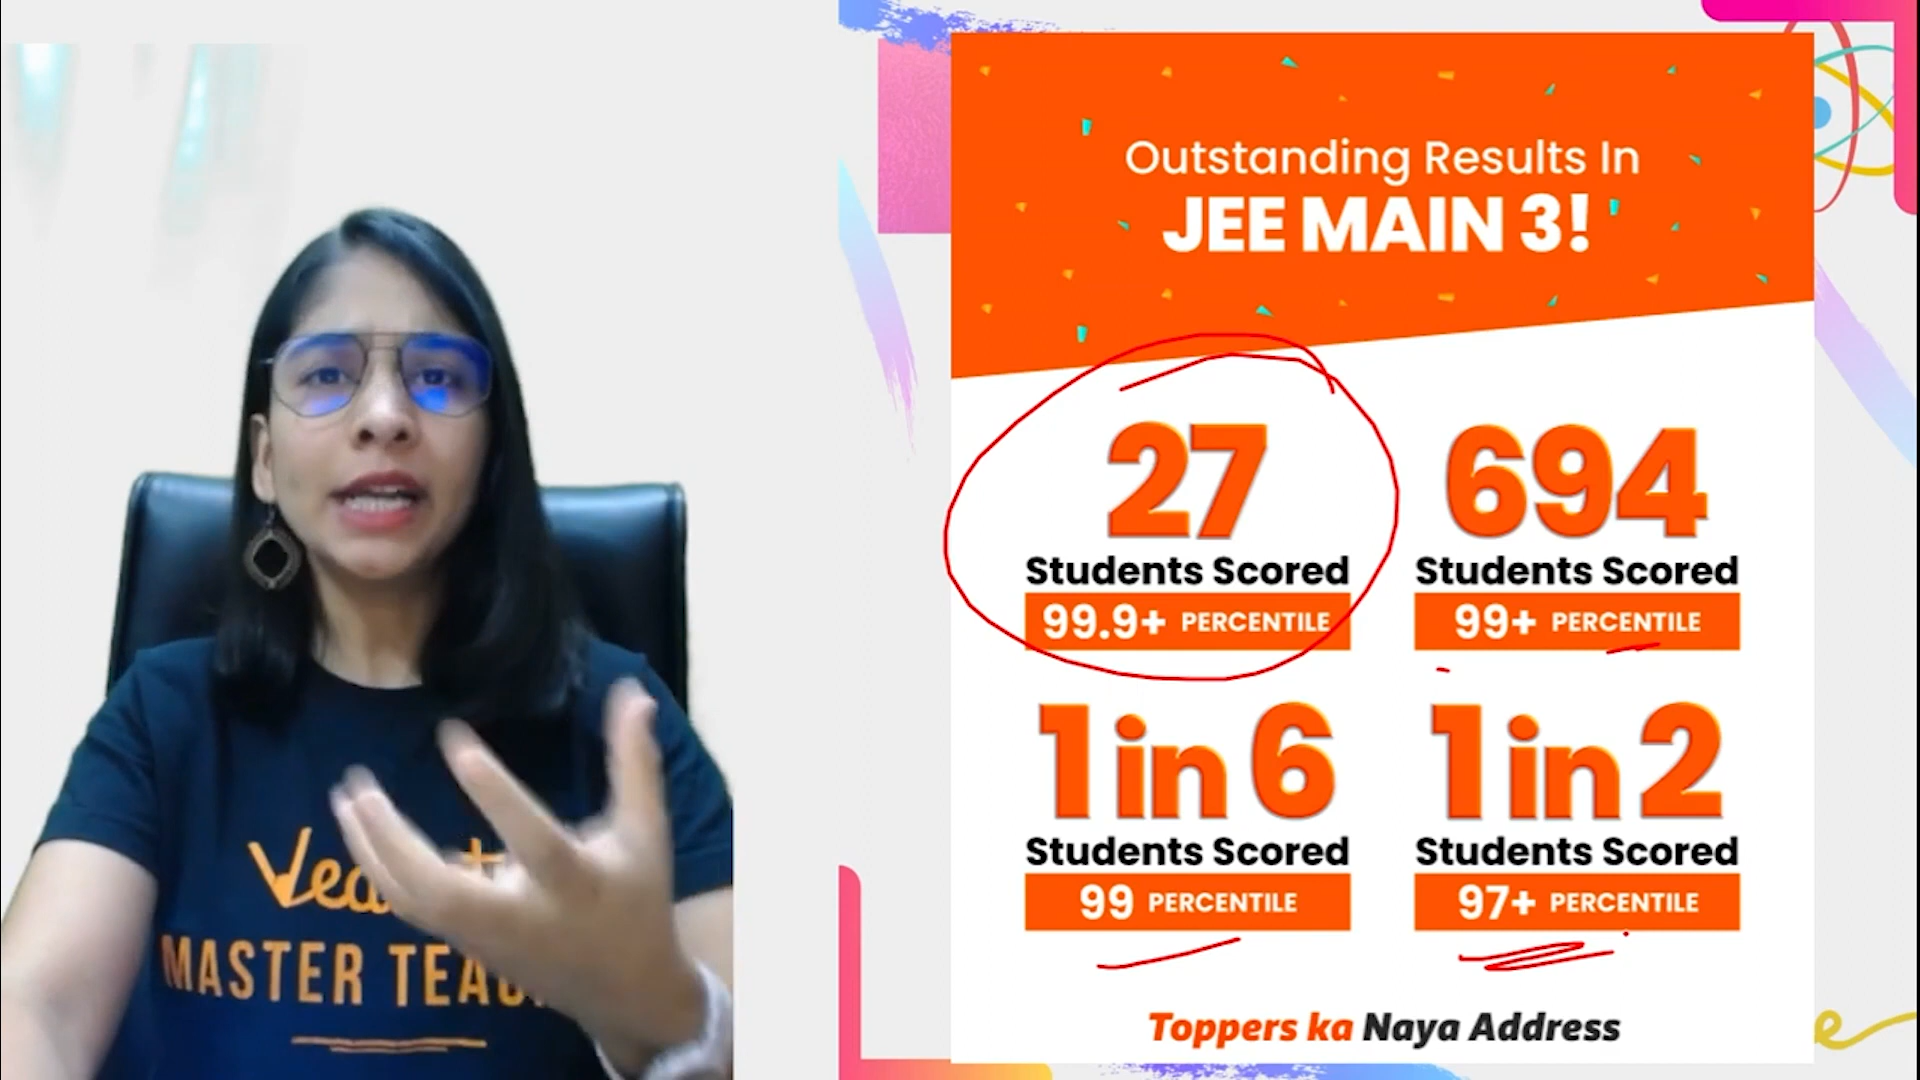 MASTER
Outstanding Results In
JEE MAIN 3!
27
Students Scored
99.9+ PERCENTILE
694
Students Scored
99+ PERCENTILE
1 in 6
Students Scored
99 PERCENTILE
1 in 2
Students Scored
97+ PERCENTILE
Toppers ka Naya Address